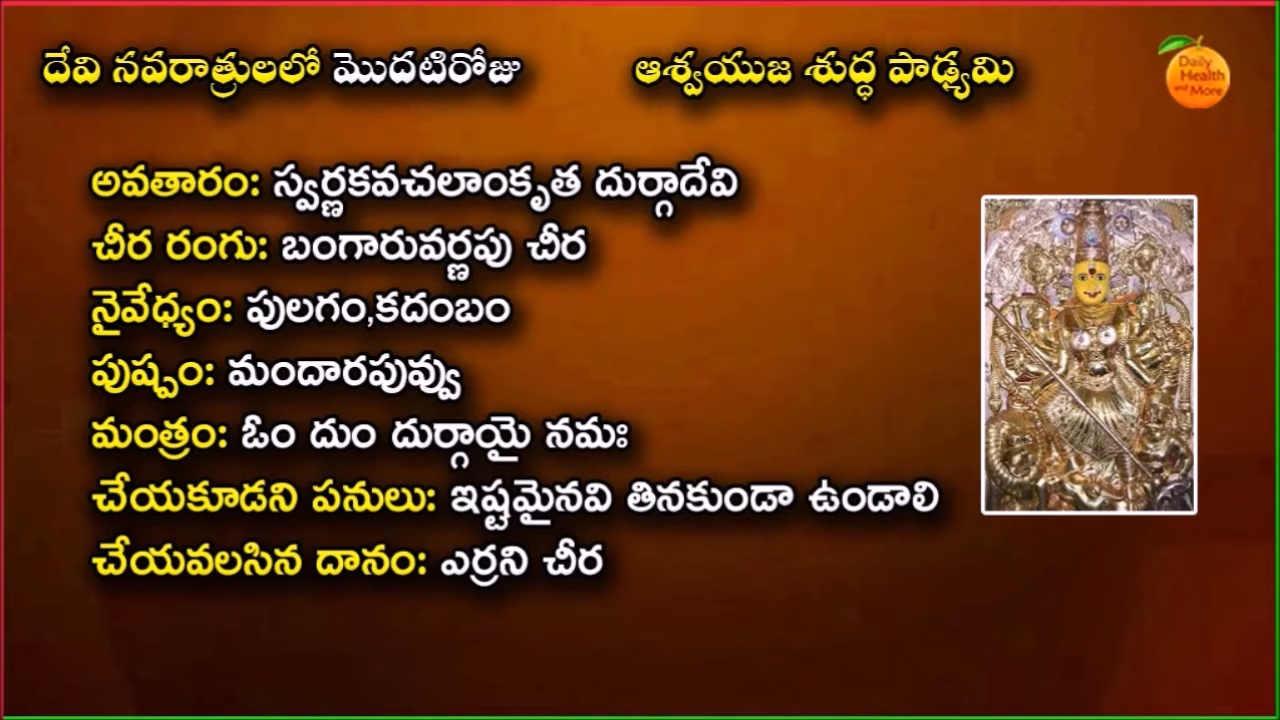 దేవి నవరాత్రులలో మొదటిరోజు ఆశ్వయుజ శుద్ధ పాడ్యమి
Daily
Health
and
More
అవతారం: స్వర్ణకవచలాంకృత దుర్గాదేవి
చీర రంగు: బంగారువర్ణపు చీర
నైవేధ్యం: పులగం,కదంబం
పుష్పం: మందారపువ్వు
మంత్రం: ఓం దుం దుర్గాయై నమః
చేయకూడని పనులు: ఇష్టమైనవి తినకుండా ఉండాలి
చేయవలసిన దానం: ఎర్రని చీర